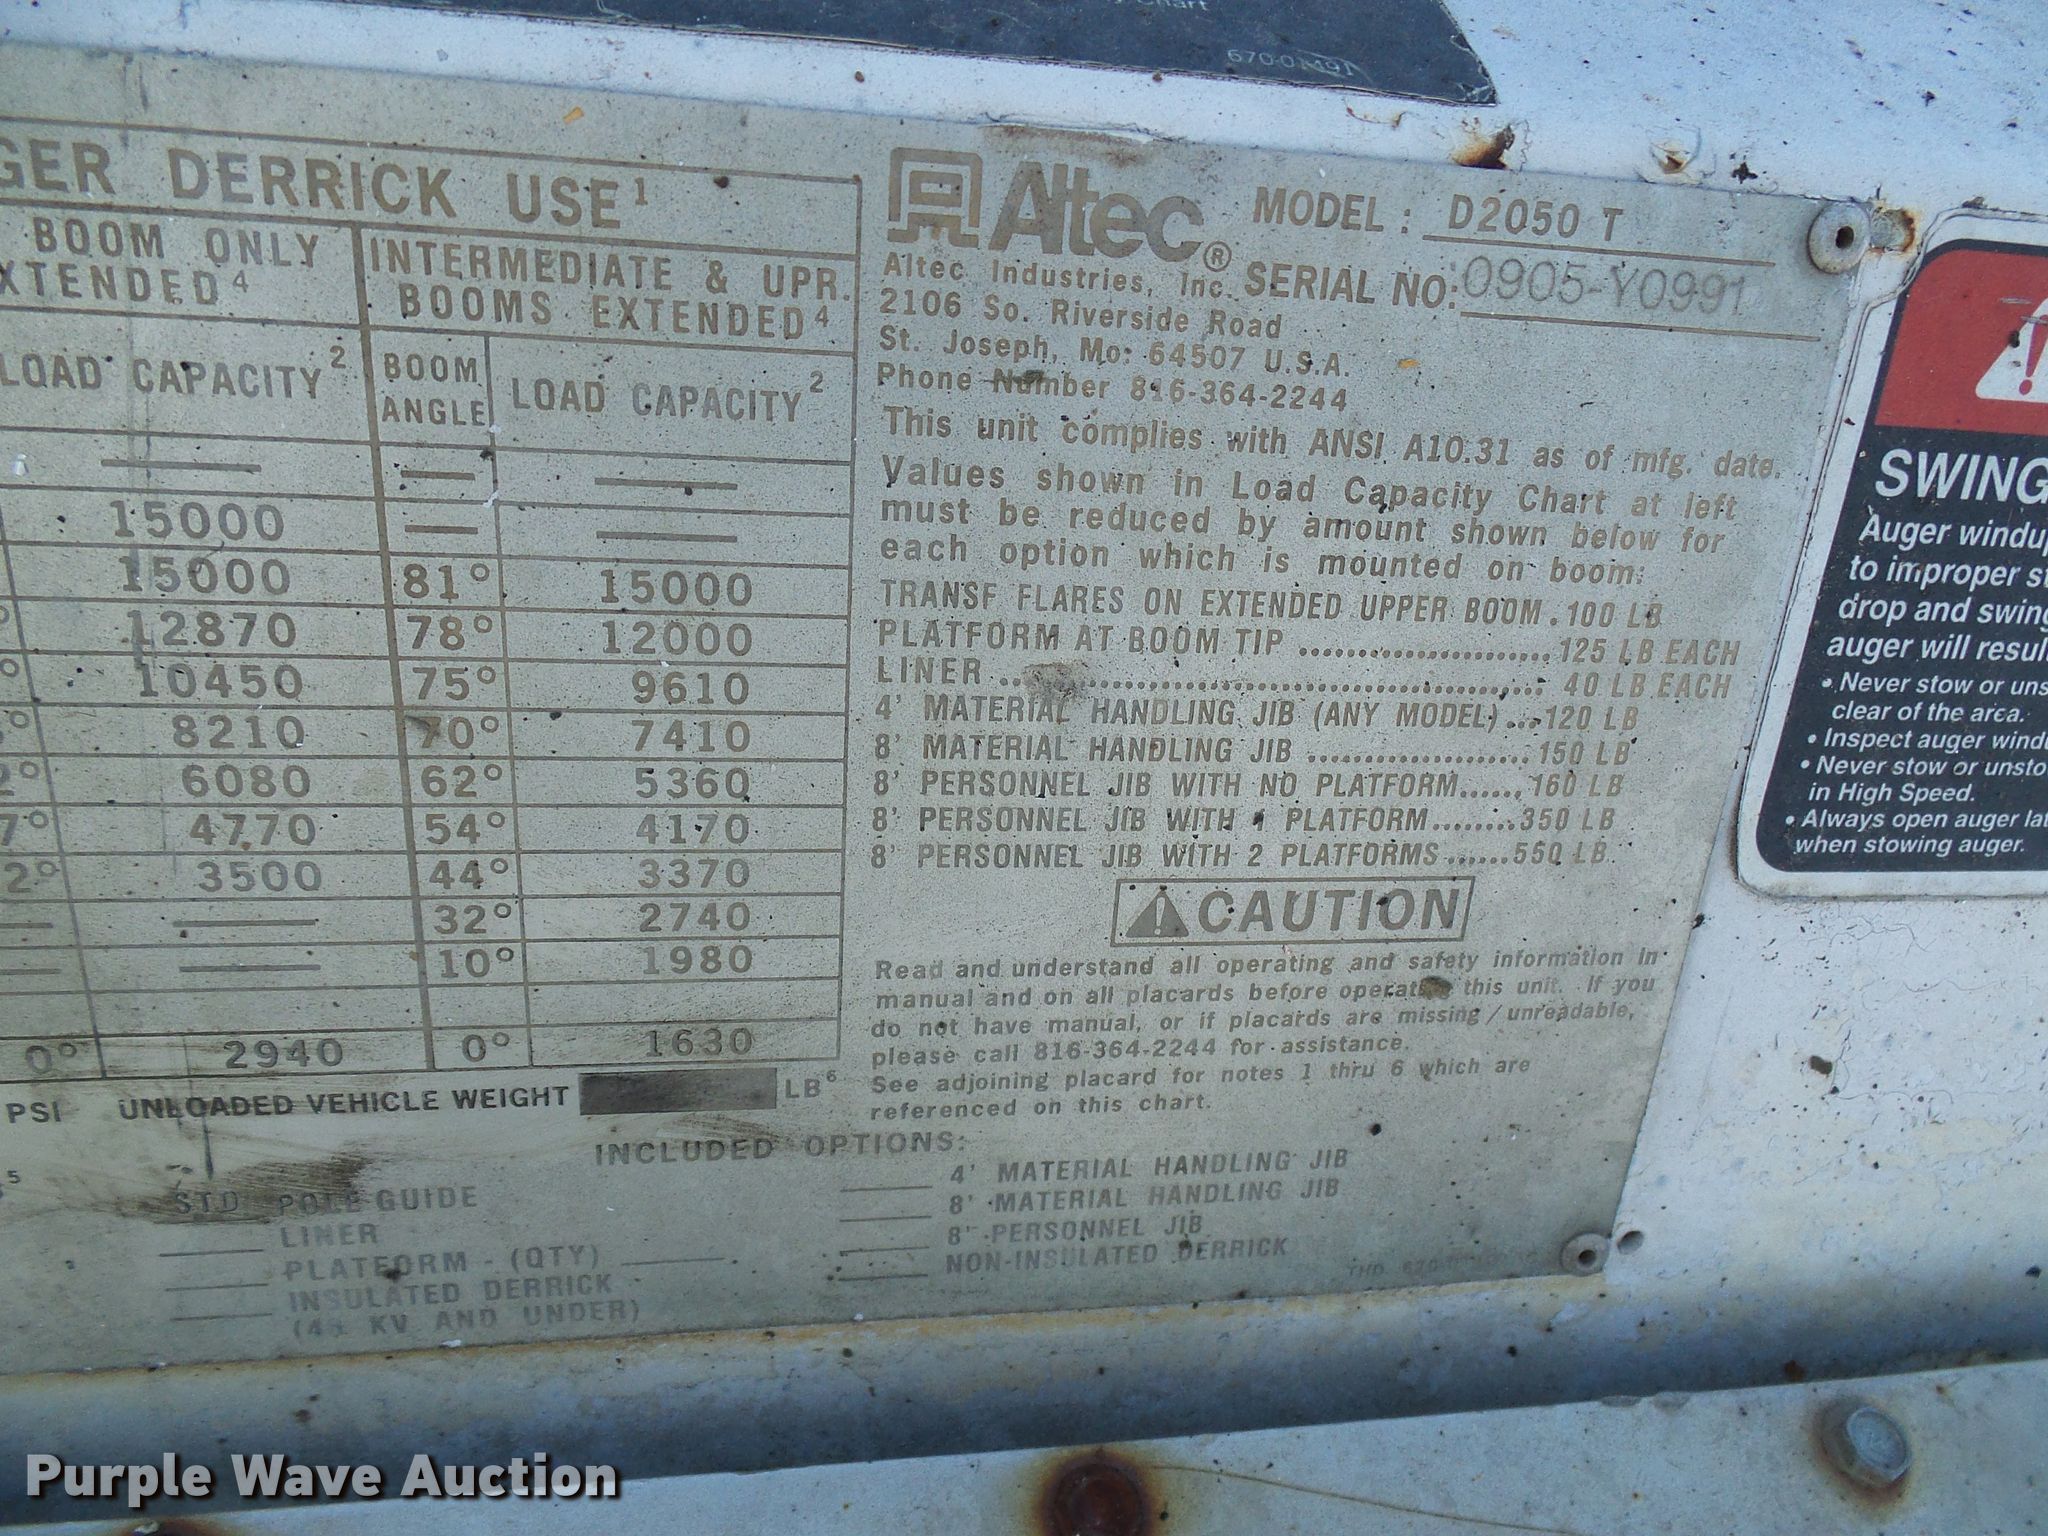 Chart
DERRICK USE¹
BOOM ONLY
INTERMEDIATE & UPR.
BOOMS EXTENDED⁴
LOAD CAPACITY²
BOOM
ANGLE
LOAD CAPACITY²
15000
15000 81° 15000
12870 78° 12000
10450 75° 9610
8210 70° 7410
6080 62° 5360
4770 54° 4170
3500 44° 3370
32° 2740
10° 1980
0° 2940 0° 1630
PSI UNLOADED VEHICLE WEIGHT LB⁶
INCLUDED OPTIONS:
STD POLE GUIDE
LINER
PLATFORM - (QTY)
INSULATED DERRICK
KV AND UNDER)
4' MATERIAL HANDLING JIB
8' MATERIAL HANDLING JIB
8' PERSONNEL JIB
NON-INSULATED DERRICK
Altec® MODEL: D2050 T
SERIAL NO: 0905-Y0991
Altec Industries, Inc.
2106 So. Riverside Road
St. Joseph, Mo. 64507 U.S.A.
Phone Number 816-364-2244
This unit complies with ANSI A10.31 as of mfg. date.
Values shown in Load Capacity Chart at left
must be reduced by amount shown below for
each option which is mounted on boom:
TRANSF FLARES ON EXTENDED UPPER BOOM. 100 LB
PLATFORM AT BOOM TIP ........................ 125 LB EACH
LINER .................................................... 40 LB EACH
4' MATERIAL HANDLING JIB (ANY MODEL)....120 LB
8' MATERIAL HANDLING JIB .................... 150 LB
8' PERSONNEL JIB WITH NO PLATFORM...... 160 LB
8' PERSONNEL JIB WITH 1 PLATFORM........350 LB
8' PERSONNEL JIB WITH 2 PLATFORMS......550 LB
CAUTION
Read and understand all operating and safety information in
manual and on all placards before operating this unit. If you
do not have manual, or if placards are missing/unreadable,
please call 816-364-2244 for assistance.
See adjoining placard for notes 1 thru 6 which are
referenced on this chart.
SWING
Auger
to improper
drop and
auger will
• Never stow or
clear of the area.
• Inspect auger
• Never stow or
in High Speed.
• Always open auger
when stowing auger.
Purple Wave Auction